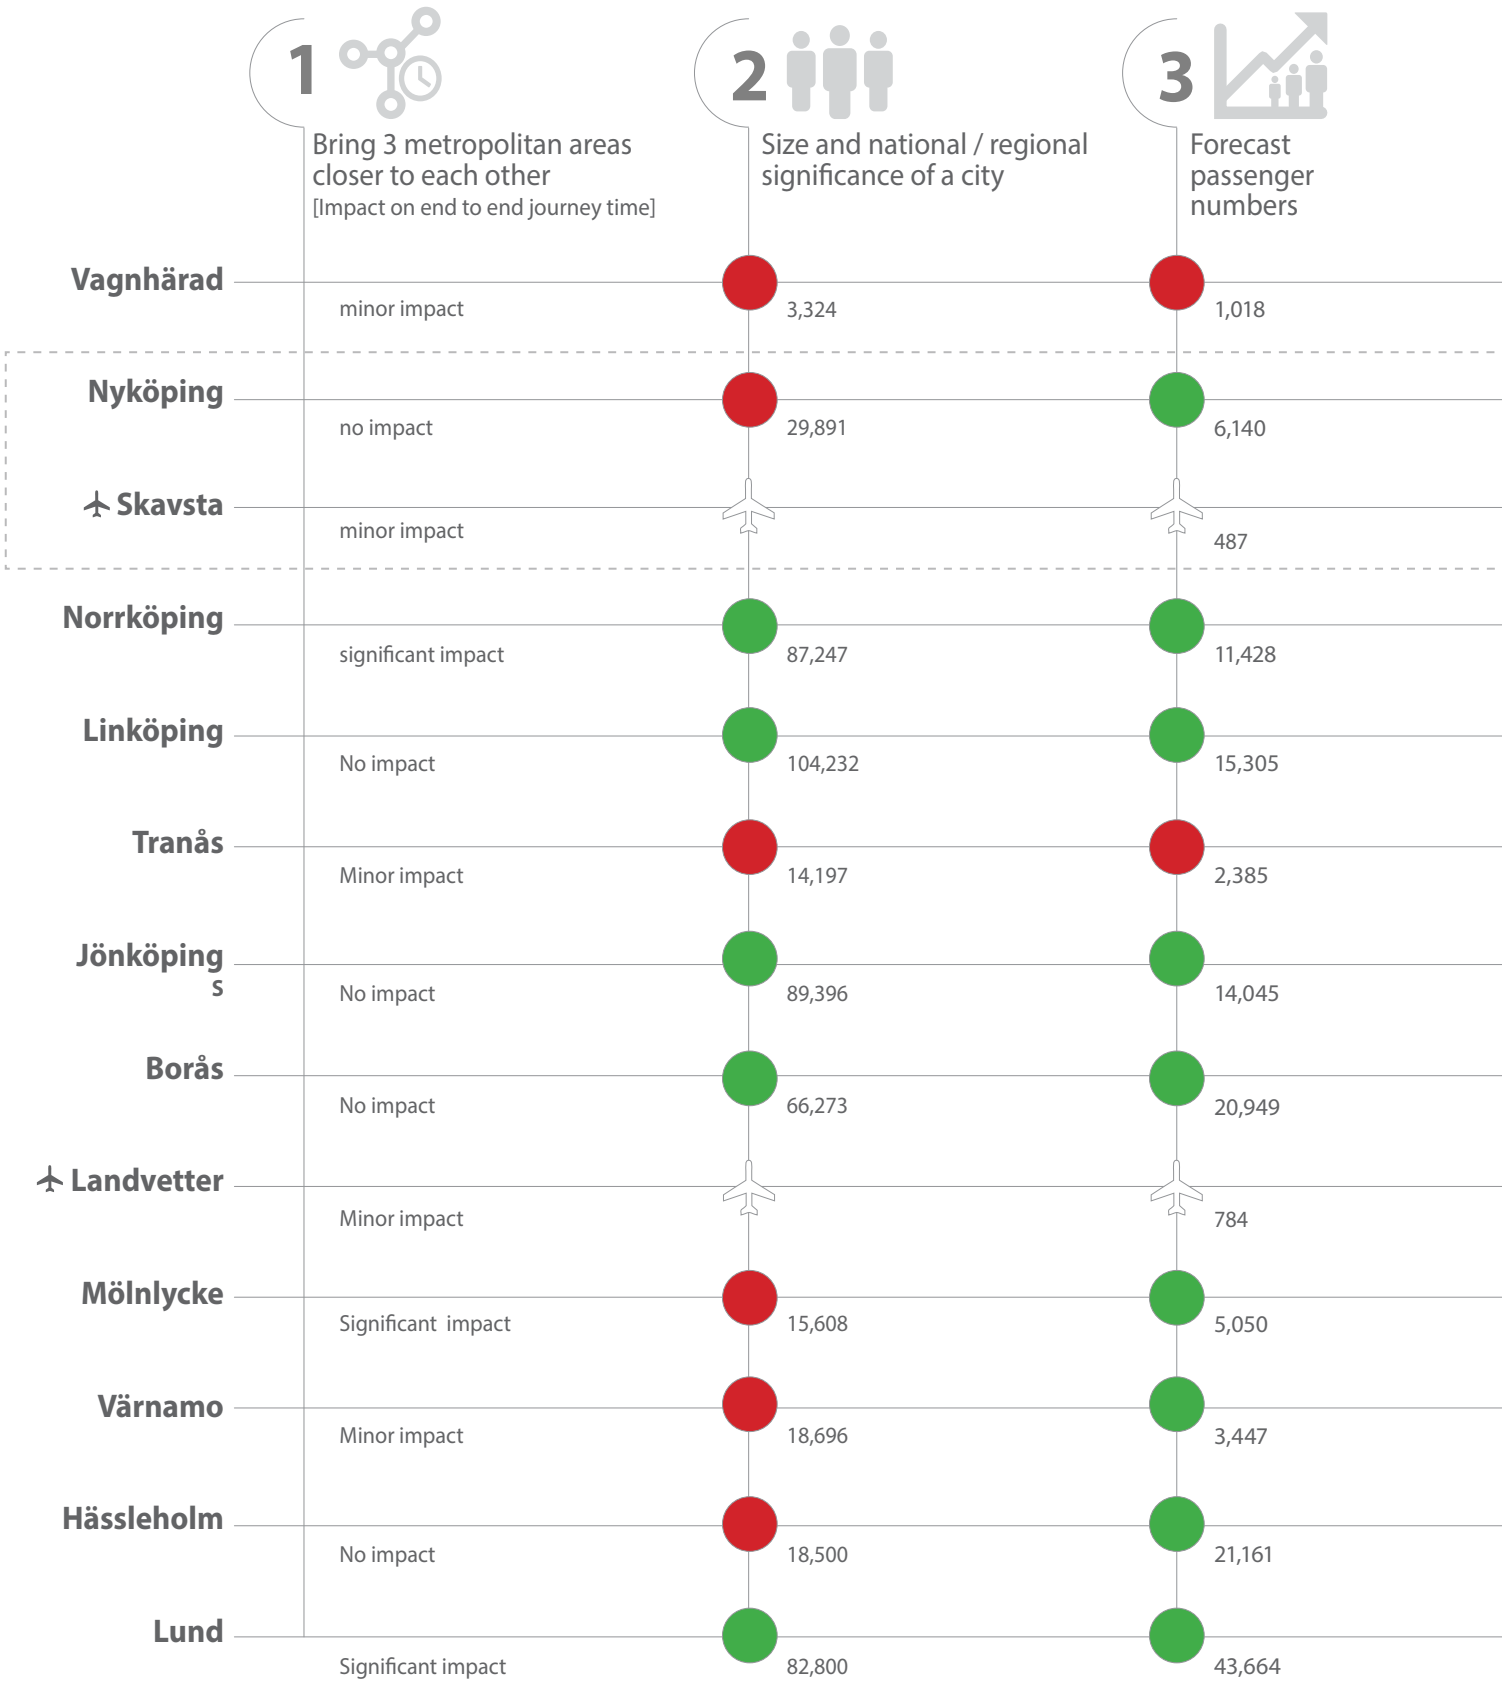 1
2
3
Bring 3 metropolitan areas
closer to each other
[Impact on end to end journey time]
Size and national / regional
significance of a city
Forecast
passenger
numbers
Vagnhärad
minor impact
3,324
1,018
Nyköping
no impact
29,891
6,140
Skavsta
minor impact
487
Norrköping
significant impact
87,247
11,428
Linköping
No impact
104,232
15,305
Tranås
Minor impact
14,197
2,385
Jönköping
s
No impact
89,396
14,045
Borås
No impact
66,273
20,949
Landvetter
Minor impact
784
Mölnlycke
Significant impact
15,608
5,050
Värnamo
Minor impact
18,696
3,447
Hässleholm
No impact
18,500
21,161
Lund
Significant impact
82,800
43,664